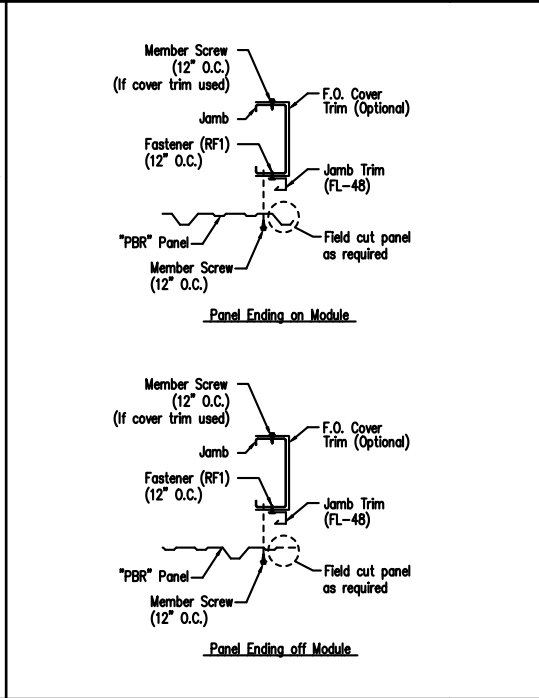 Member Screw
(12" O.C.)
(If cover trim used)
F.O. Cover
Trim (Optional)
Jamb
Fastener (RF1)
(12" O.C.)
Jamb Trim
(FL-48)
"PBR" Panel
Field cut panel
as required
Member Screw
(12" O.C.)
Panel Ending on Module
Member Screw
(12" O.C.)
(If cover trim used)
F.O. Cover
Trim (Optional)
Jamb
Fastener (RF1)
(12" O.C.)
Jamb Trim
(FL-48)
"PBR" Panel
Field cut panel
as required
Member Screw
(12" O.C.)
Panel Ending off Module